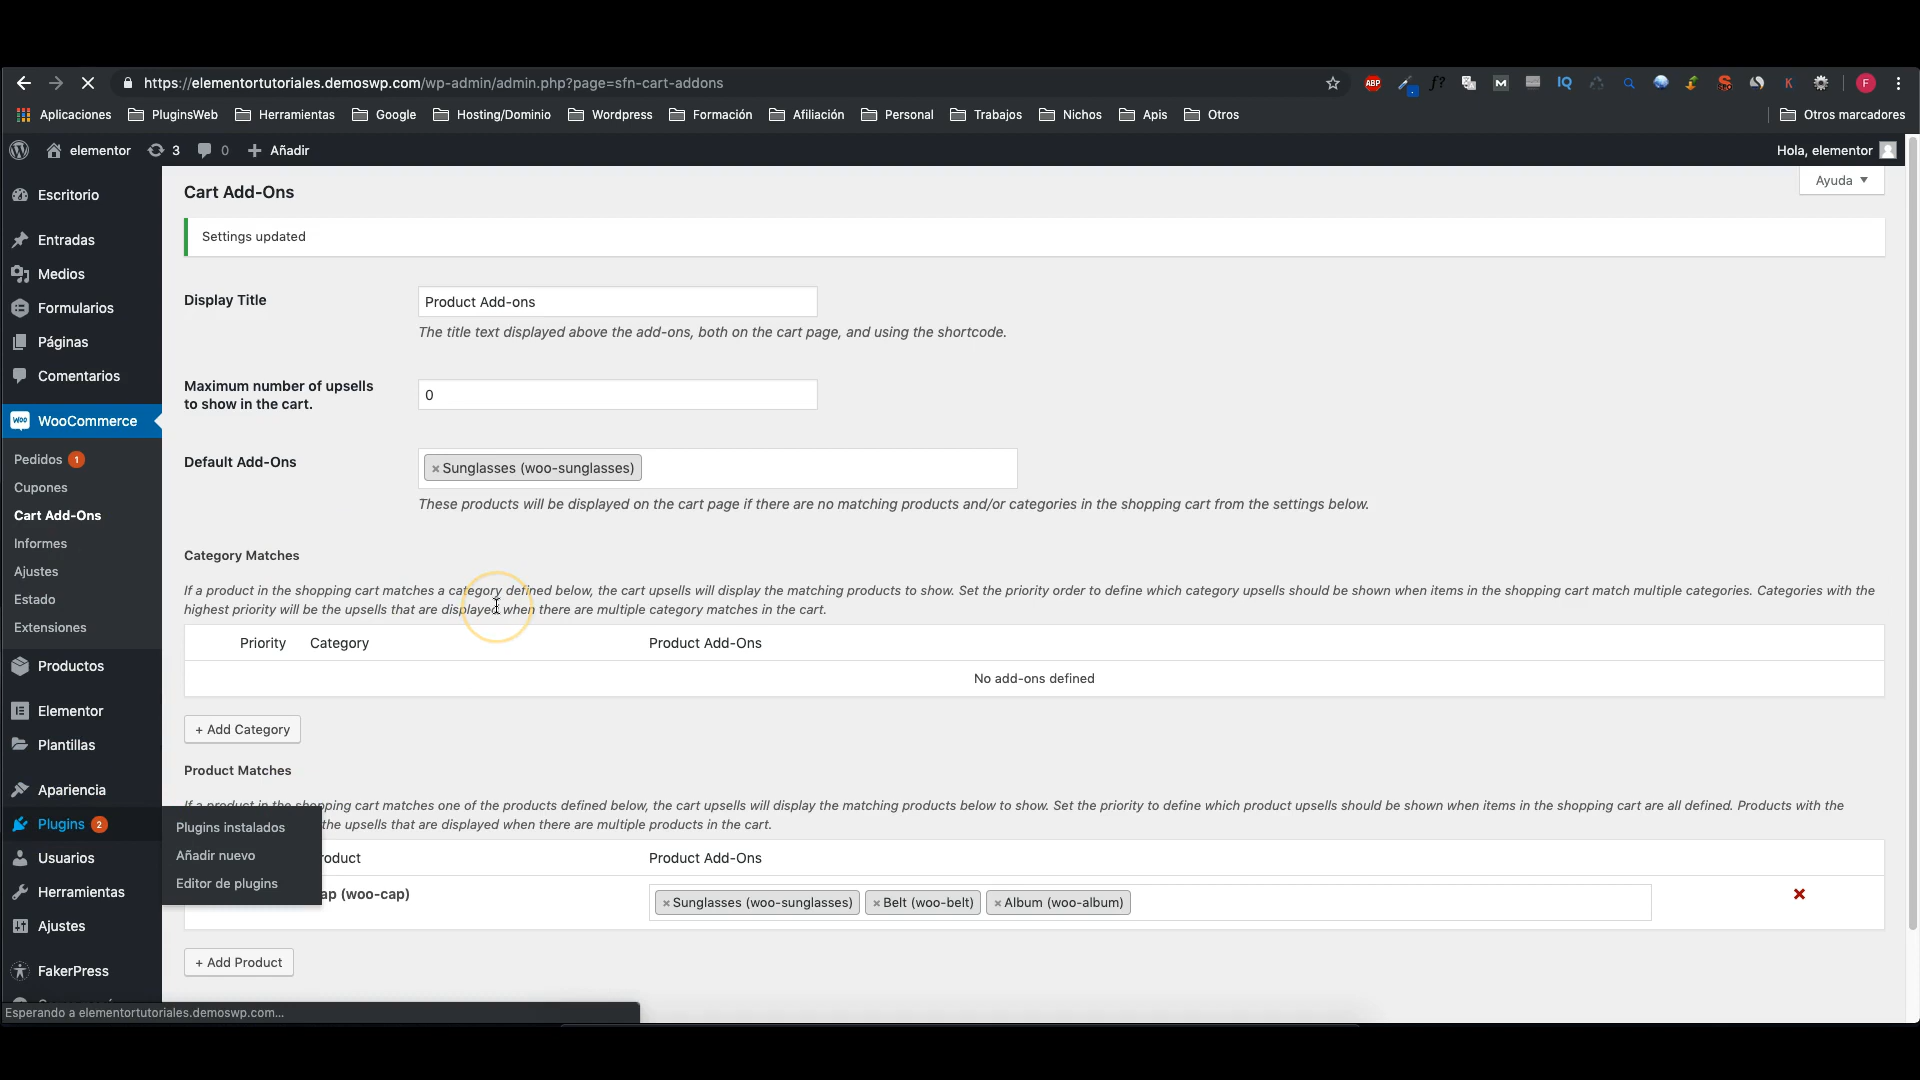 https://elementortutoriales.demoswp.com/wp-admin/admin.php?page=sfn-cart-addons
Aplicaciones PluginsWeb Herramientas Google Hosting/Dominio Wordpress Formación Afiliación Personal Trabajos Nichos Apis Otros Otros marcadores
elementor 3 0 Añadir Hola, elementor
Ayuda
Escritorio
Entradas
Medios
Formularios
Páginas
Comentarios
WooCommerce
Pedidos 1
Cupones
Cart Add-Ons
Informes
Ajustes
Estado
Extensiones
Productos
Elementor
Plantillas
Apariencia
Plugins 2
Plugins instalados
Añadir nuevo
Editor de plugins
Usuarios
Herramientas
Ajustes
FakerPress
Cart Add-Ons
Settings updated
Display Title
Product Add-ons
The title text displayed above the add-ons, both on the cart page, and using the shortcode.
Maximum number of upsells
to show in the cart.
0
Default Add-Ons
× Sunglasses (woo-sunglasses)
These products will be displayed on the cart page if there are no matching products and/or categories in the shopping cart from the settings below.
Category Matches
If a product in the shopping cart matches a category defined below, the cart upsells will display the matching products to show. Set the priority order to define which category upsells should be shown when items in the shopping cart match multiple categories. Categories with the
highest priority will be the upsells that are displayed when there are multiple category matches in the cart.
Priority Category Product Add-Ons
No add-ons defined
+ Add Category
Product Matches
If a product in the shopping cart matches one of the products defined below, the cart upsells will display the matching products below to show. Set the priority to define which product upsells should be shown when items in the shopping cart are all defined. Products with the
the upsells that are displayed when there are multiple products in the cart.
roduct Product Add-Ons
ap (woo-cap) × Sunglasses (woo-sunglasses) × Belt (woo-belt) × Album (woo-album)
+ Add Product
Esperando a elementortutoriales.demoswp.com...